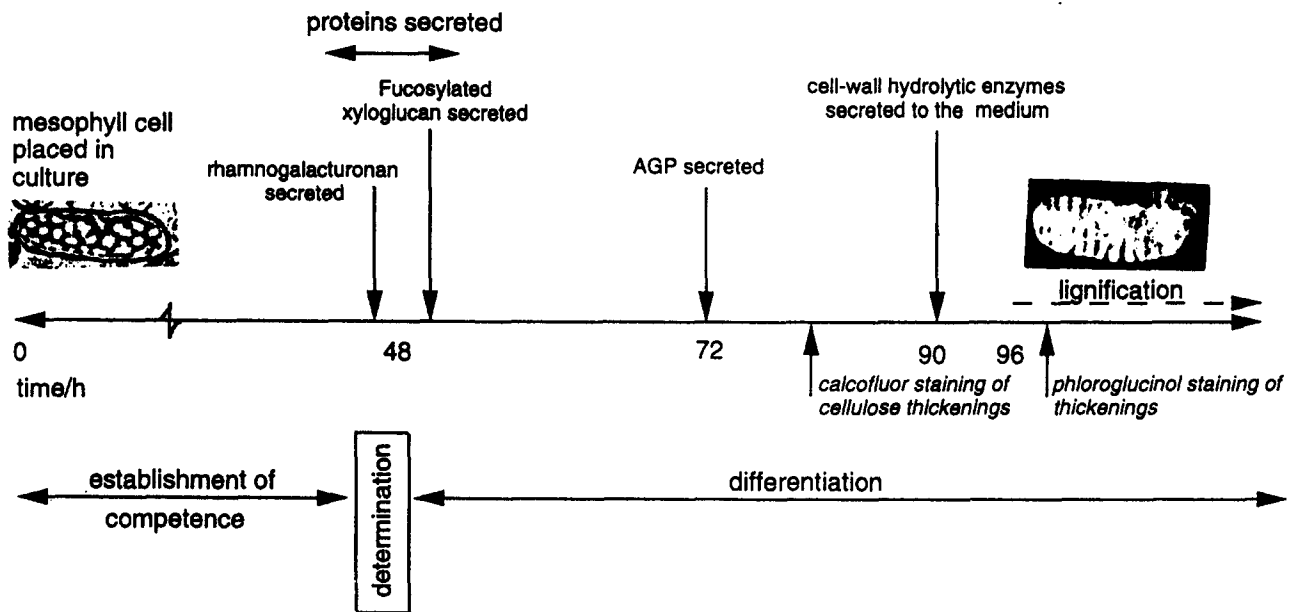 proteins secreted
Fucosylated
xyloglucan secreted
cell-wall hydrolytic enzymes
secreted to the medium
mesophyll cell
placed in
culture
rhamnogalacturonan
secreted
AGP secreted
lignification
0
48
72
90
96
time/h
calcofluor staining of
cellulose thickenings
phloroglucinol staining of
thickenings
establishment of
competence
determination
differentiation